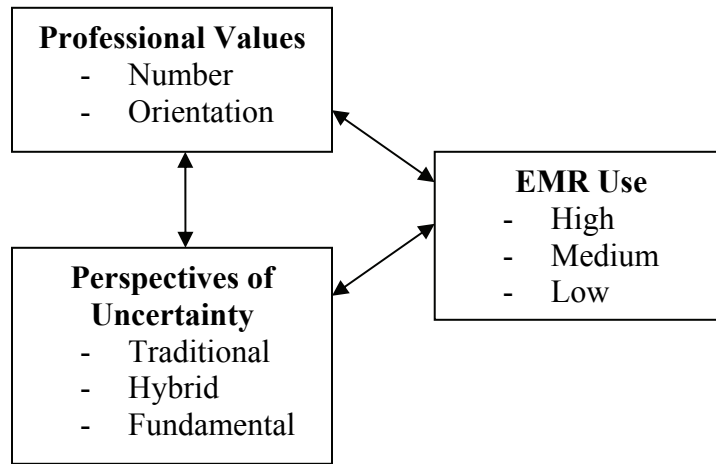 Professional Values
- Number
- Orientation
EMR Use
- High
- Medium
- Low
Perspectives of
Uncertainty
- Traditional
- Hybrid
- Fundamental